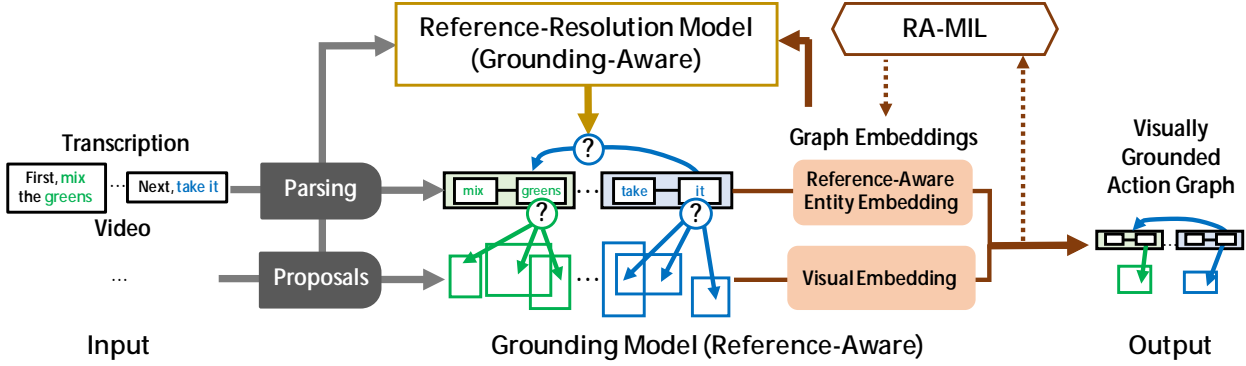 Reference-Resolution Model
(Grounding-Aware)
RA-MIL
Transcription
First, mix
the greens
...
Next, take it
Video
...
Parsing
Proposals
?
mix
greens
...
take
it
?
?
...
Graph Embeddings
Reference-Aware
Entity Embedding
Visual Embedding
Visually
Grounded
Action Graph
...
Input
Grounding Model (Reference-Aware)
Output